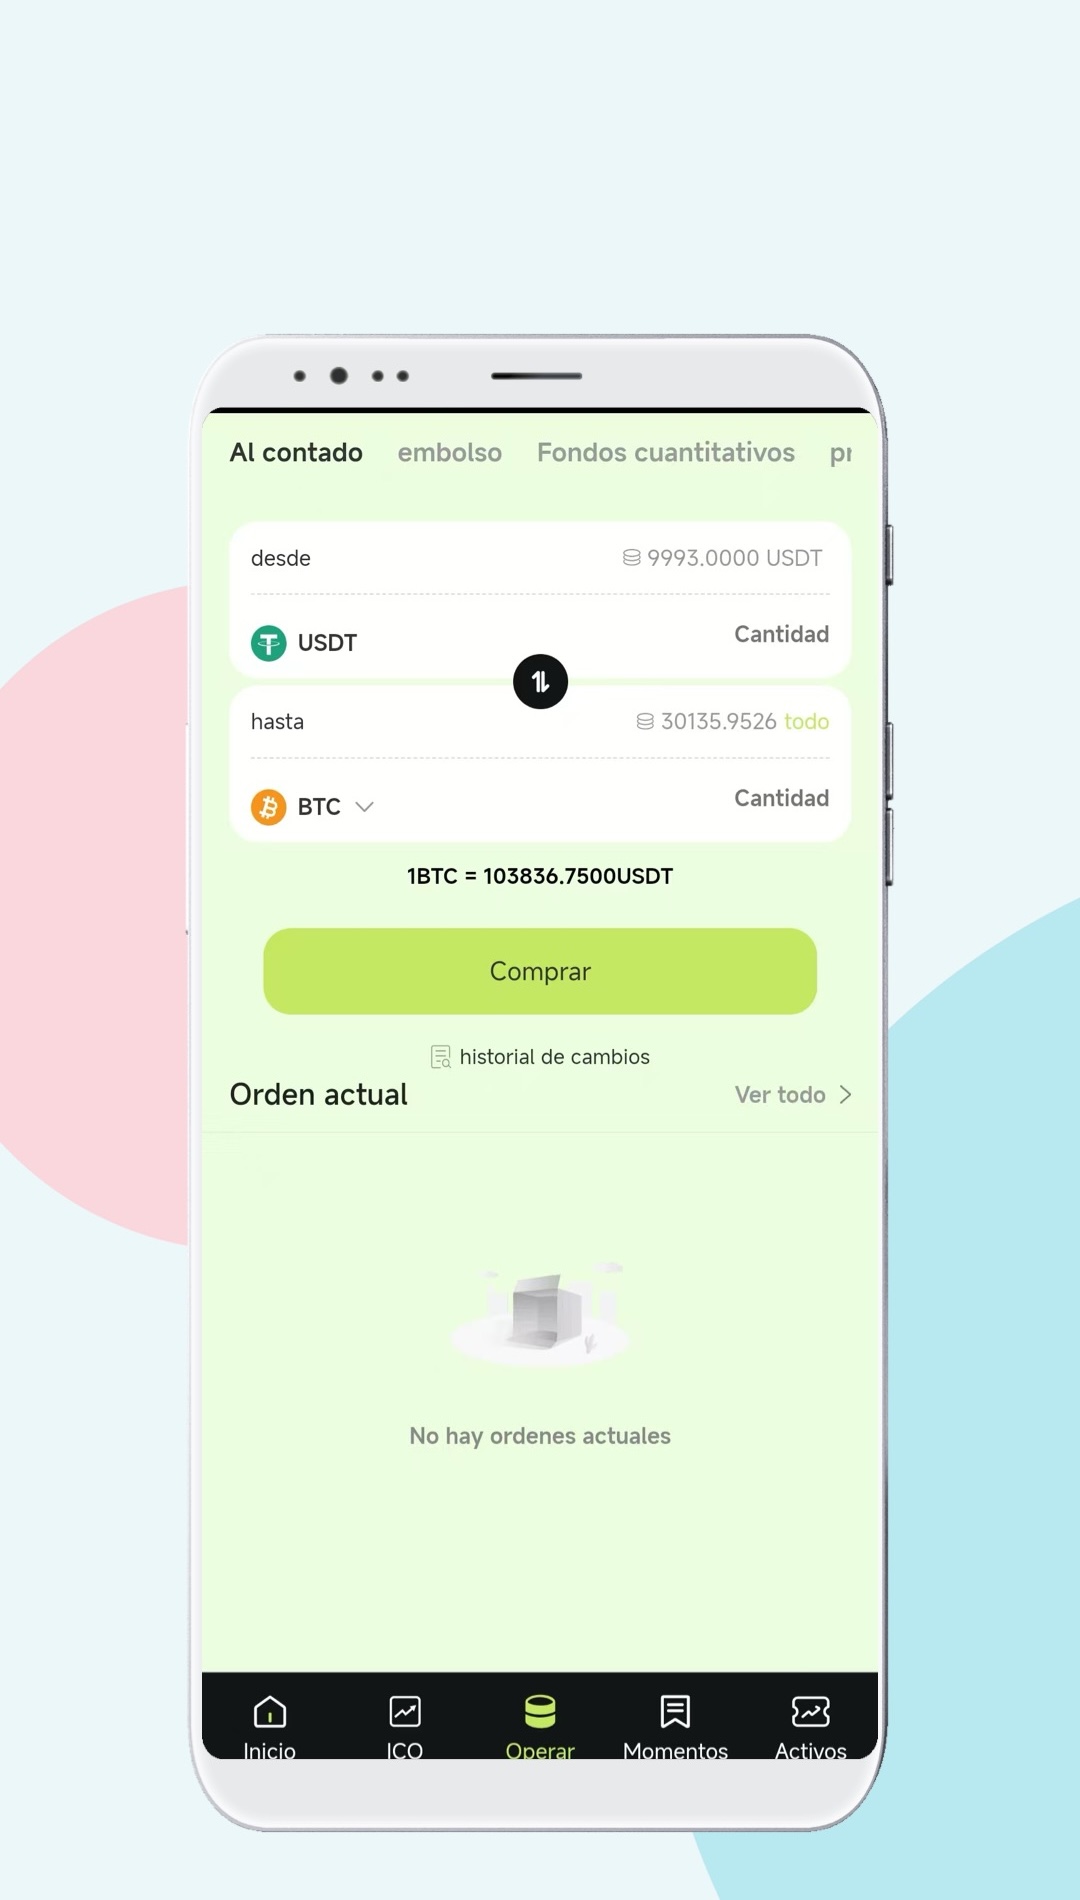 Al contado embolso Fondos cuantitativos
desde 9993.0000 USDT
USDT Cantidad
hasta 30135.9526 todo
BTC Cantidad
1BTC = 103836.7500USDT
Comprar
historial de cambios
Orden actual Ver todo
No hay ordenes actuales
Inicio ICO Operar Momentos Activos